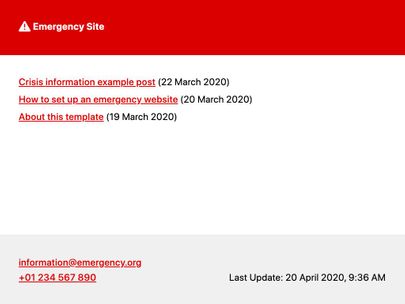 Emergency Site
Crisis information example post (22 March 2020)
How to set up an emergency website (20 March 2020)
About this template (19 March 2020)
information@emergency.org
+01 234 567 890
Last Update: 20 April 2020, 9:36 AM